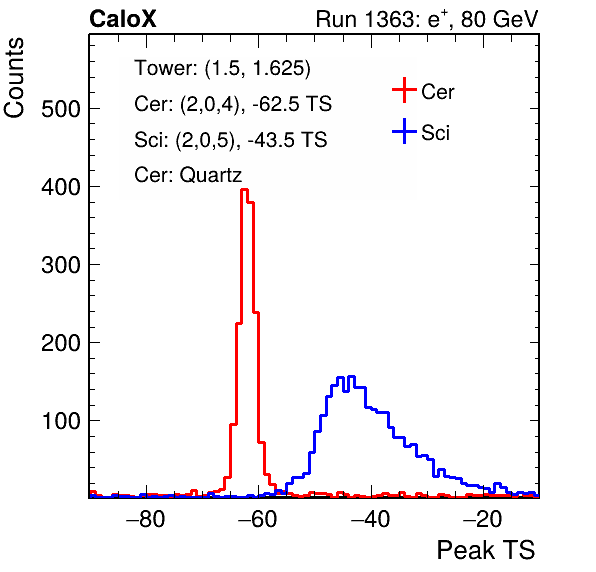 CaloX Run 1363: e⁺, 80 GeV
Counts
Tower: (1.5, 1.625)
Cer: (2,0,4), -62.5 TS
Sci: (2,0,5), -43.5 TS
Cer: Quartz
Cer
Sci
500
400
300
200
100
−80 −60 −40 −20
Peak TS